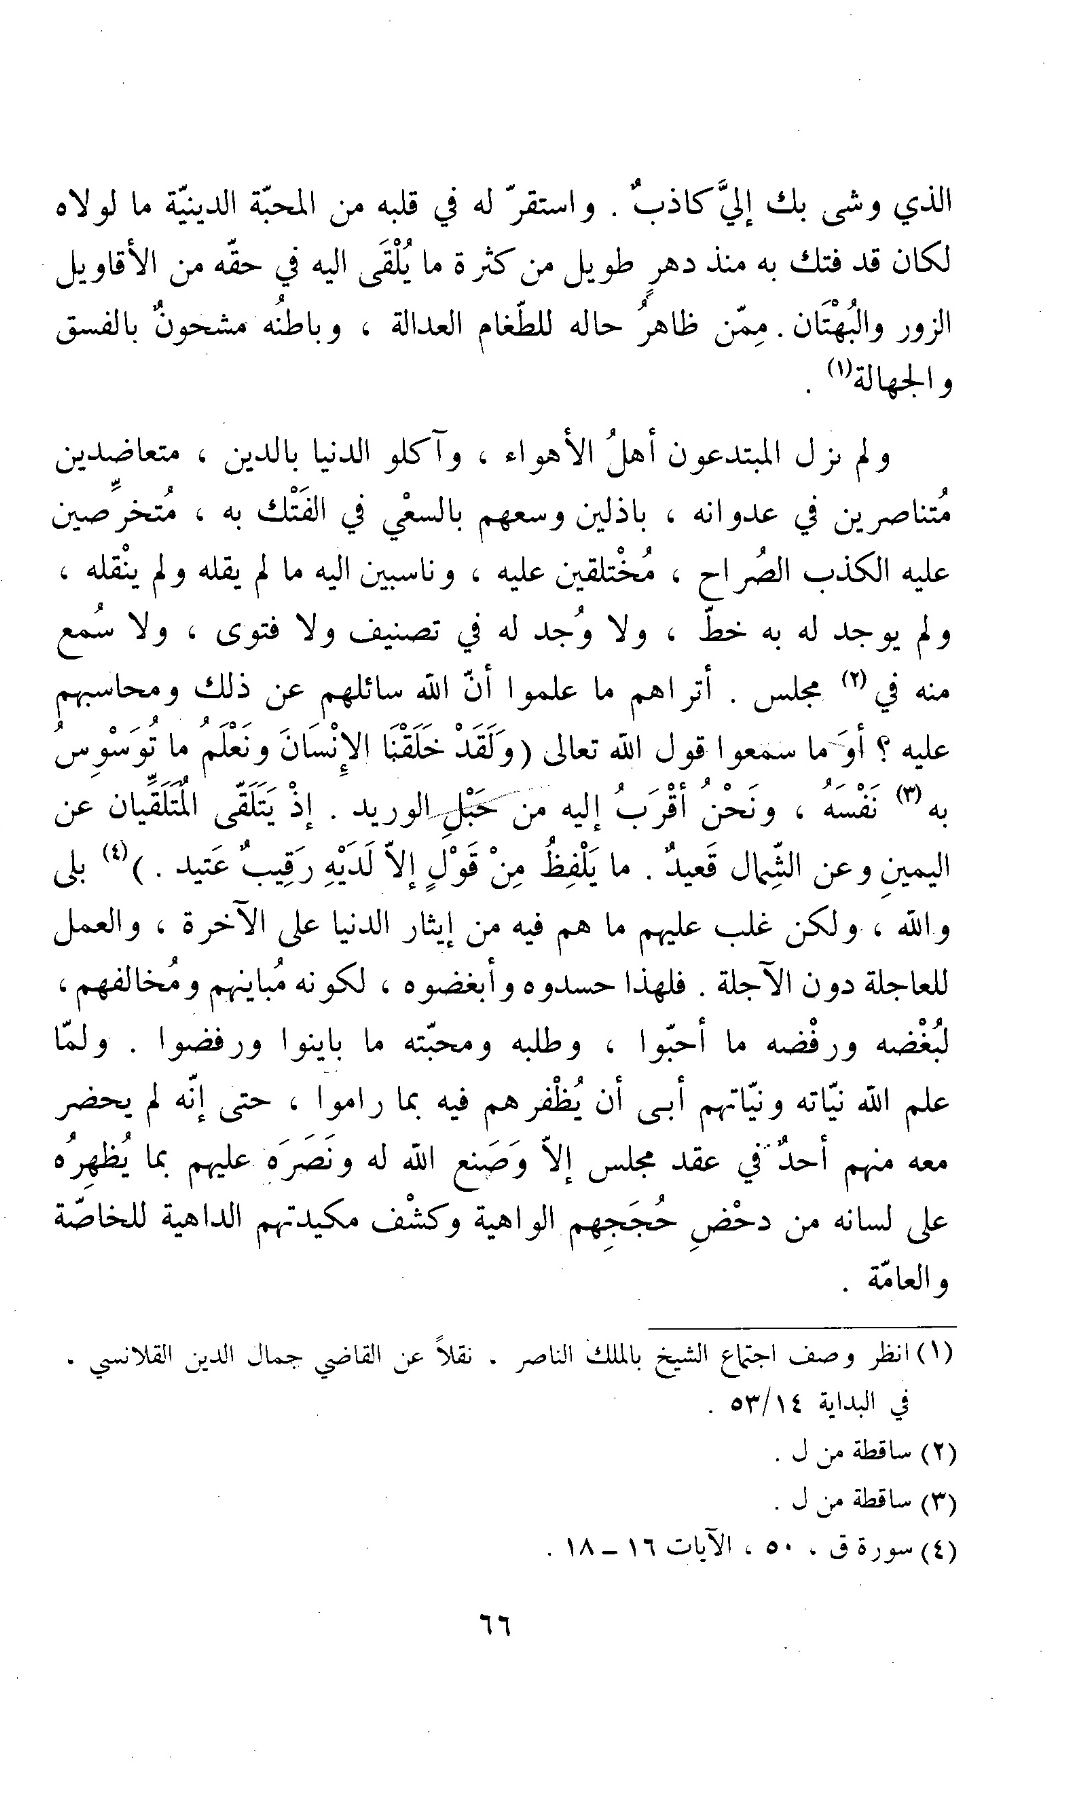 الذي وشى بك إليَّ كاذبٌ . واستقرّ له في قلبه من المحبّة الدينيّة ما لولاه
لكان قد فتك به منذ دهرٍ طويل من كثرة ما يُلْقَى اليه في حقّه من الأقاويل
الزور والبُهْتَان . مِمّن ظاهرُ حاله للطّغام العدالة ، وباطنُه مشحونٌ بالفسق
والجهالة(١) .
ولم يزل المبتدعون أهلُ الأهواء ، وآكلو الدنيا بالدين ، متعاضدين
مُتناصرين في عدوانه ، باذلين وسعهم بالسعْي في الفَتْك به ، مُتخرِّصين
عليه الكذب الصُراح ، مُخْتلقين عليه ، وناسبين اليه ما لم يقله ولم ينْقله ،
ولم يوجد له به خطّ ، ولا وُجد له في تصنيف ولا فتوى ، ولا سُمع
منه في(٢) مجلس . أتراهم ما علموا أنّ الله سائلهم عن ذلك ومحاسبهم
عليه ؟ أوَ ما سمعوا قول الله تعالى (وَلَقَدْ خَلَقْنَا الإِنْسَانَ ونَعْلَمُ ما تُوَسْوِسُ
به(٣) نَفْسَهُ ، ونَحْنُ أقْرَبُ إليه من حَبْلِ الوريد . إذْ يَتَلَقّى المُتَلَقِّيان عن
اليمينِ وعن الشِّمال قَعيدٌ . ما يَلْفِظُ مِنْ قَوْلٍ إلاّ لَدَيْهِ رَقِيبٌ عَتيد . )(٤) بلى
والله ، ولكن غلب عليهم ما هم فيه من إيثار الدنيا على الآخرة ، والعمل
للعاجلة دون الآجلة . فلهذا حسدوه وأبغضوه ، لكونه مُباينهم ومُخالفهم ،
لبُغْضه ورفْضه ما أحبّوا ، وطلبه ومحبّته ما باينوا ورفضوا . ولمّا
علم الله نيّاته ونيّاتهم أبى أن يُظْفرهم فيه بما راموا ، حتى إنّه لم يحضر
معه منهم أحدٌ في عقد مجلس إلاّ وَصَنع الله له ونَصَرَه عليهم بما يُظهِرُه
على لسانه من دحْضِ حُجَجِهم الواهية وكشْف مكيدتهم الداهية للخاصّة
والعامّة .
(١) انظر وصف اجتماع الشيخ بالملك الناصر . نقلاً عن القاضي جمال الدين القلانسي .
في البداية ٥٣/١٤ .
(٢) ساقطة من ل .
(٣) ساقطة من ل .
(٤) سورة ق ، ٥٠ ، الآيات ١٦ – ١٨ .
٦٦